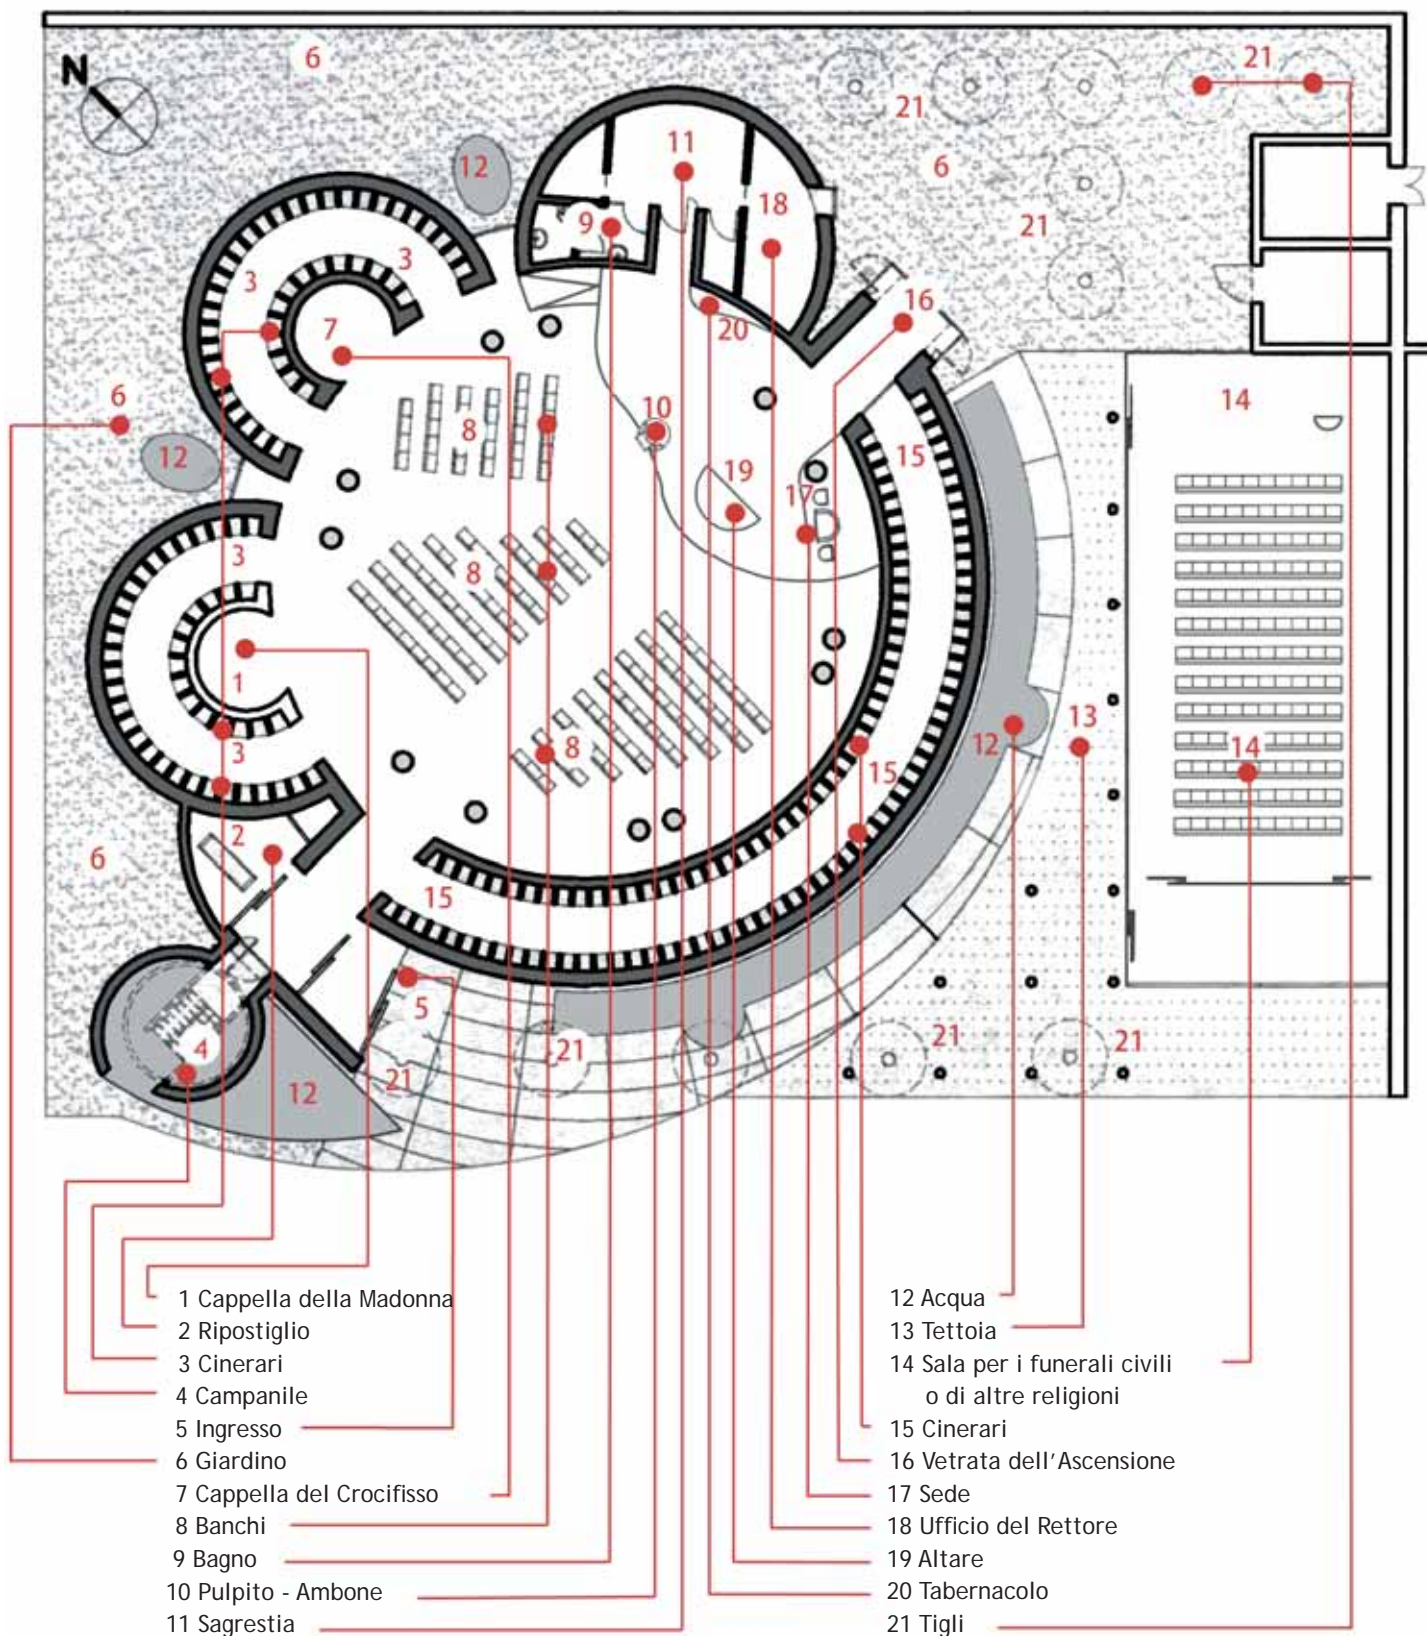 6
21
N
21
11
12
6
18
9
3
3
21
16
7
20
6
14
10
8
12
19
15
17
3
8
1
13
12
3
8
15
14
2
6
15
5
21
21
21
4
21
12
1 Cappella della Madonna
2 Ripostiglio
3 Cinerari
4 Campanile
5 Ingresso
6 Giardino
7 Cappella del Crocifisso
8 Banchi
9 Bagno
10 Pulpito - Ambone
11 Sagrestia
12 Acqua
13 Tettoia
14 Sala per i funerali civili
o di altre religioni
15 Cinerari
16 Vetrata dell'Ascensione
17 Sede
18 Ufficio del Rettore
19 Altare
20 Tabernacolo
21 Tigli